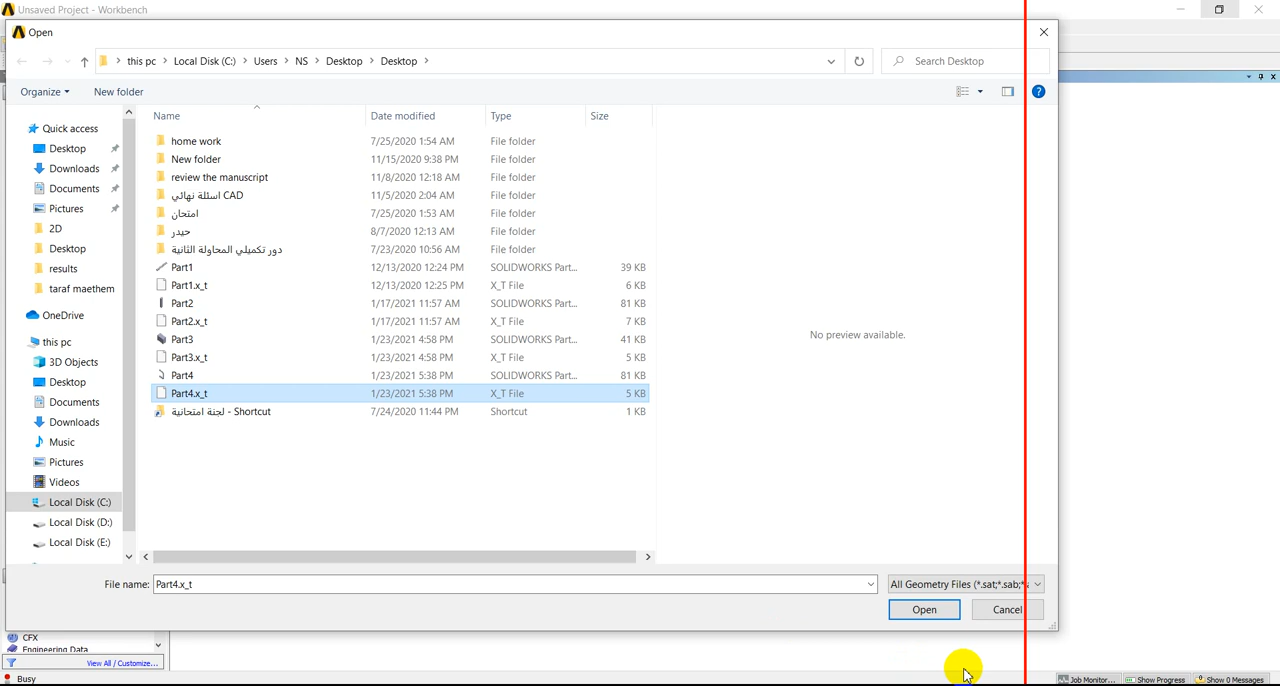 Unsaved Project - Workbench
Open
this pc > Local Disk (C:) > Users > NS > Desktop > Desktop >
Search Desktop
Organize
New folder
Name
Date modified
Type
Size
Quick access
Desktop
Downloads
Documents
Pictures
2D
Desktop
results
taraf maethem
OneDrive
this pc
3D Objects
Desktop
Documents
Downloads
Music
Pictures
Videos
Local Disk (C:)
Local Disk (D:)
Local Disk (E:)
home work 7/25/2020 1:54 AM File folder
New folder 11/15/2020 9:38 PM File folder
review the manuscript 11/8/2020 12:18 AM File folder
اسئلة نهائي CAD 11/5/2020 2:04 AM File folder
امتحان 7/25/2020 1:53 AM File folder
حيدر 8/7/2020 12:13 AM File folder
دور تكميلي المحاولة الثانية 7/23/2020 10:56 AM File folder
Part1 12/13/2020 12:24 PM SOLIDWORKS Part... 39 KB
Part1.x_t 12/13/2020 12:25 PM X_T File 6 KB
Part2 1/17/2021 11:57 AM SOLIDWORKS Part... 81 KB
Part2.x_t 1/17/2021 11:57 AM X_T File 7 KB
Part3 1/23/2021 4:58 PM SOLIDWORKS Part... 41 KB
Part3.x_t 1/23/2021 4:58 PM X_T File 5 KB
Part4 1/23/2021 5:38 PM SOLIDWORKS Part... 81 KB
Part4.x_t 1/23/2021 5:38 PM X_T File 5 KB
لجنة امتحانية - Shortcut 7/24/2020 11:44 PM Shortcut 1 KB
No preview available.
File name: Part4.x_t
All Geometry Files (*.sat;*.sab;*
Open
Cancel
CFX
Engineering Data
View All / Customize...
Busy
Job Monitor...
Show Progress
Show 0 Messages